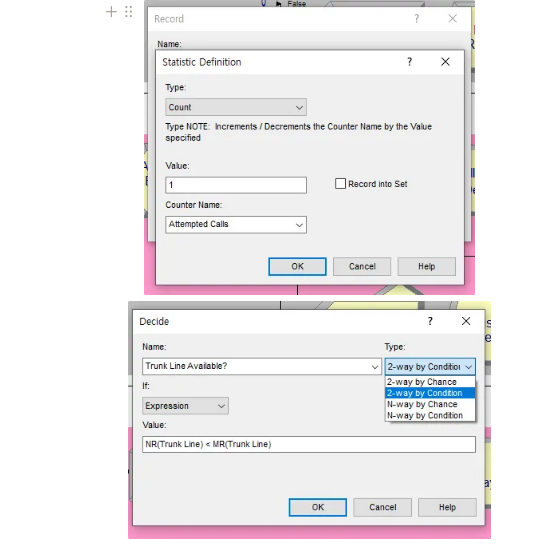 False
Record
?
Name:
Statistic Definition
?
Type:
Count
Type NOTE: Increments / Decrements the Counter Name by the Value
specified
Value:
1
Record into Set
Counter Name:
Attempted Calls
OK Cancel Help
Decide
?
Name: Type:
Trunk Line Available? 2-way by Condition
2-way by Chance
2-way by Condition
N-way by Chance
N-way by Condition
If:
Expression
Value:
NR(Trunk Line) < MR(Trunk Line)
OK Cancel Help